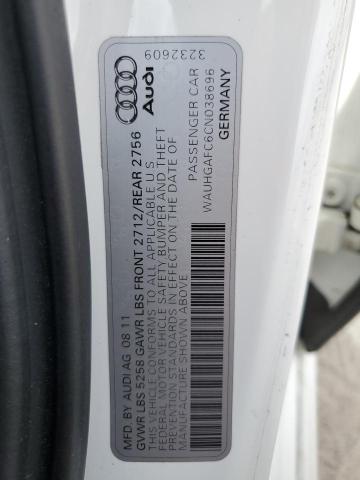 3232609
Audi
MFD. BY AUDI AG 08 11
GVWR LBS 5258 GAWR LBS FRONT 2712/REAR 2756
THIS VEHICLE CONFORMS TO ALL APPLICABLE U S
FEDERAL MOTOR VEHICLE SAFETY BUMPER AND THEFT
PREVENTION STANDARDS IN EFFECT ON THE DATE OF
MANUFACTURE SHOWN ABOVE
PASSENGER CAR
WAUHGAFC6CN038696
GERMANY